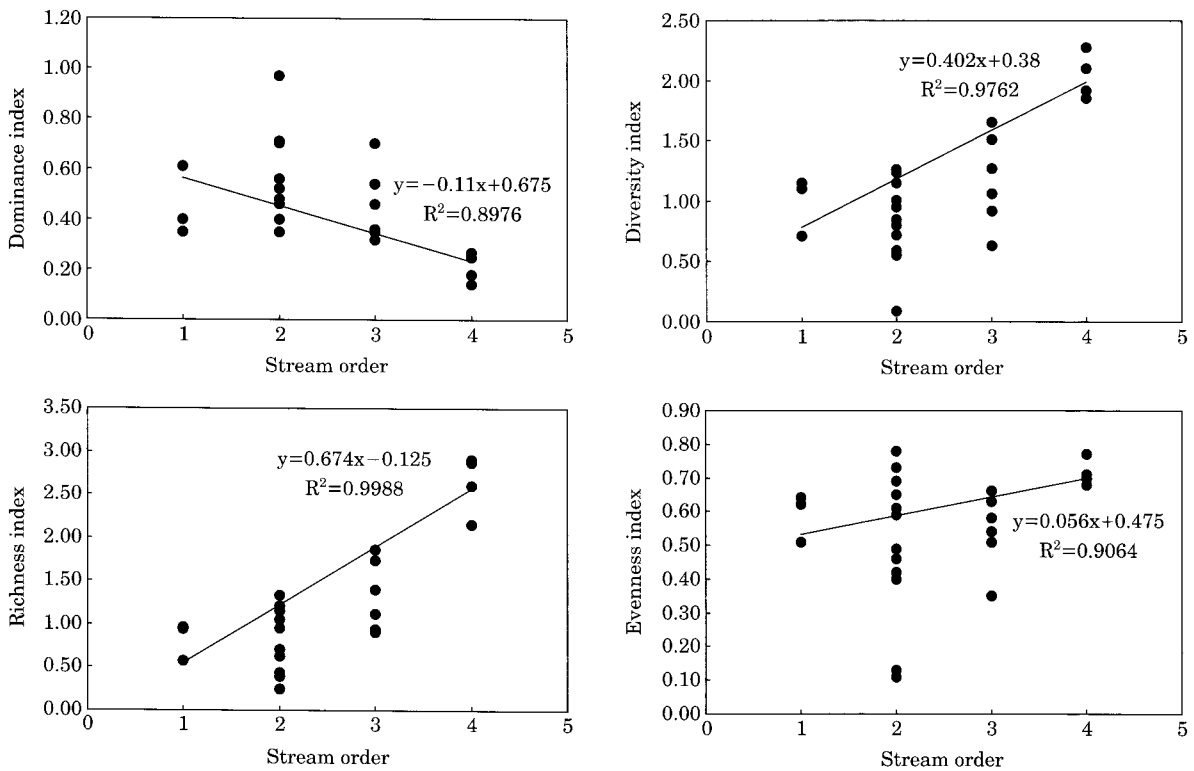 Dominance index
1.20
1.00
0.80
0.60
0.40
0.20
0.00
y=−0.11x+0.675
R²=0.8976
0 1 2 3 4 5
Stream order
Diversity index
2.50
2.00
1.50
1.00
0.50
0.00
y=0.402x+0.38
R²=0.9762
0 1 2 3 4 5
Stream order
Richness index
3.50
3.00
2.50
2.00
1.50
1.00
0.50
0.00
y=0.674x−0.125
R²=0.9988
0 1 2 3 4 5
Stream order
Evenness index
0.90
0.80
0.70
0.60
0.50
0.40
0.30
0.20
0.10
0.00
y=0.056x+0.475
R²=0.9064
0 1 2 3 4 5
Stream order